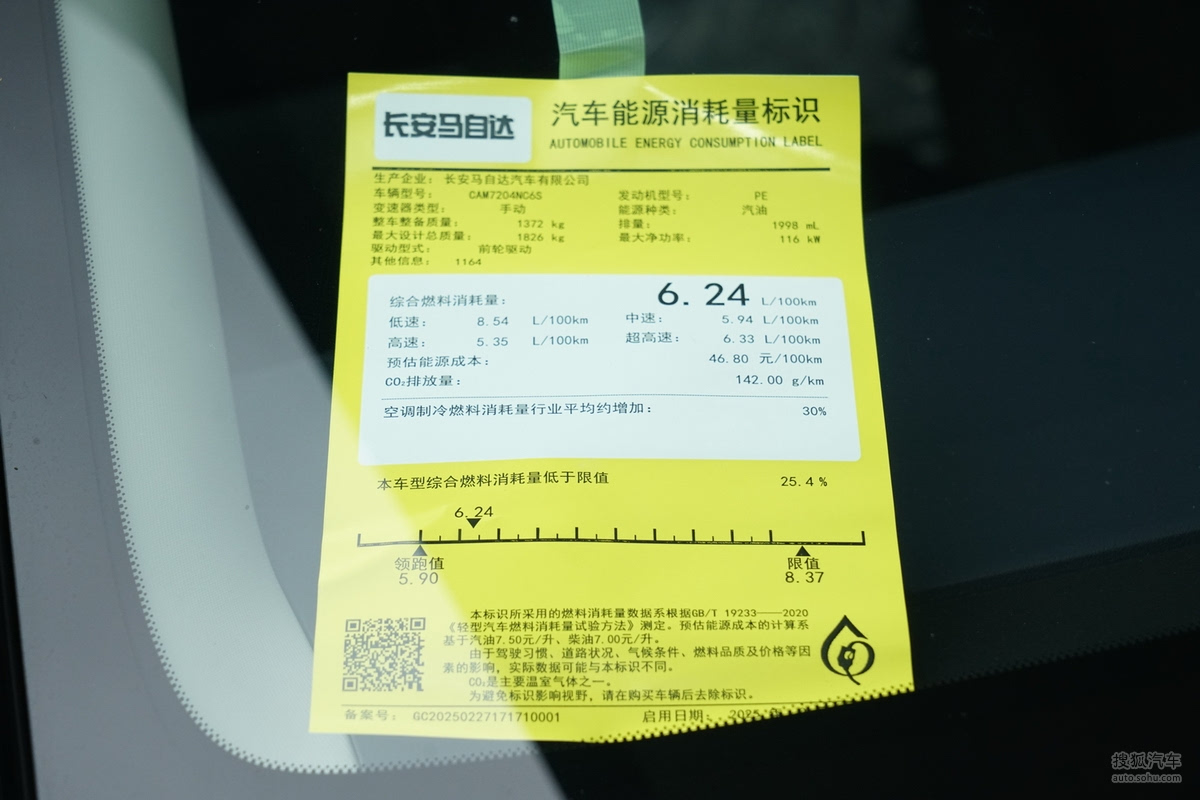 长安马自达
汽车能源消耗量标识
AUTOMOBILE ENERGY CONSUMPTION LABEL
生产企业: 长安马自达汽车有限公司
车辆型号: CAM7204NC6S 发动机型号: PE
变速器类型: 手动 能源种类: 汽油
整车整备质量: 1372 kg 排量: 1998 mL
最大设计总质量: 1826 kg 最大净功率: 116 kW
驱动型式: 前轮驱动
其他信息: 1164
综合燃料消耗量: 6.24 L/100km
低速: 8.54 L/100km 中速: 5.94 L/100km
高速: 5.35 L/100km 超高速: 6.33 L/100km
预估能源成本: 46.80 元/100km
CO₂排放量: 142.00 g/km
空调制冷燃料消耗量行业平均约增加: 30%
本车型综合燃料消耗量低于限值 25.4 %
6.24
领跑值 限值
5.90 8.37
本标识所采用的燃料消耗量数据系根据GB/T 19233——2020
《轻型汽车燃料消耗量试验方法》测定。预估能源成本的计算系
基于汽油7.50元/升、柴油7.00元/升。
由于驾驶习惯、道路状况、气候条件、燃料品质及价格等因
素的影响，实际数据可能与本标识不同。
CO₂是主要温室气体之一。
为避免标识影响视野，请在购买车辆后去除标识。
备案号: GC20250227171710001 启用日期: 2025
搜狐汽车
auto.sohu.com